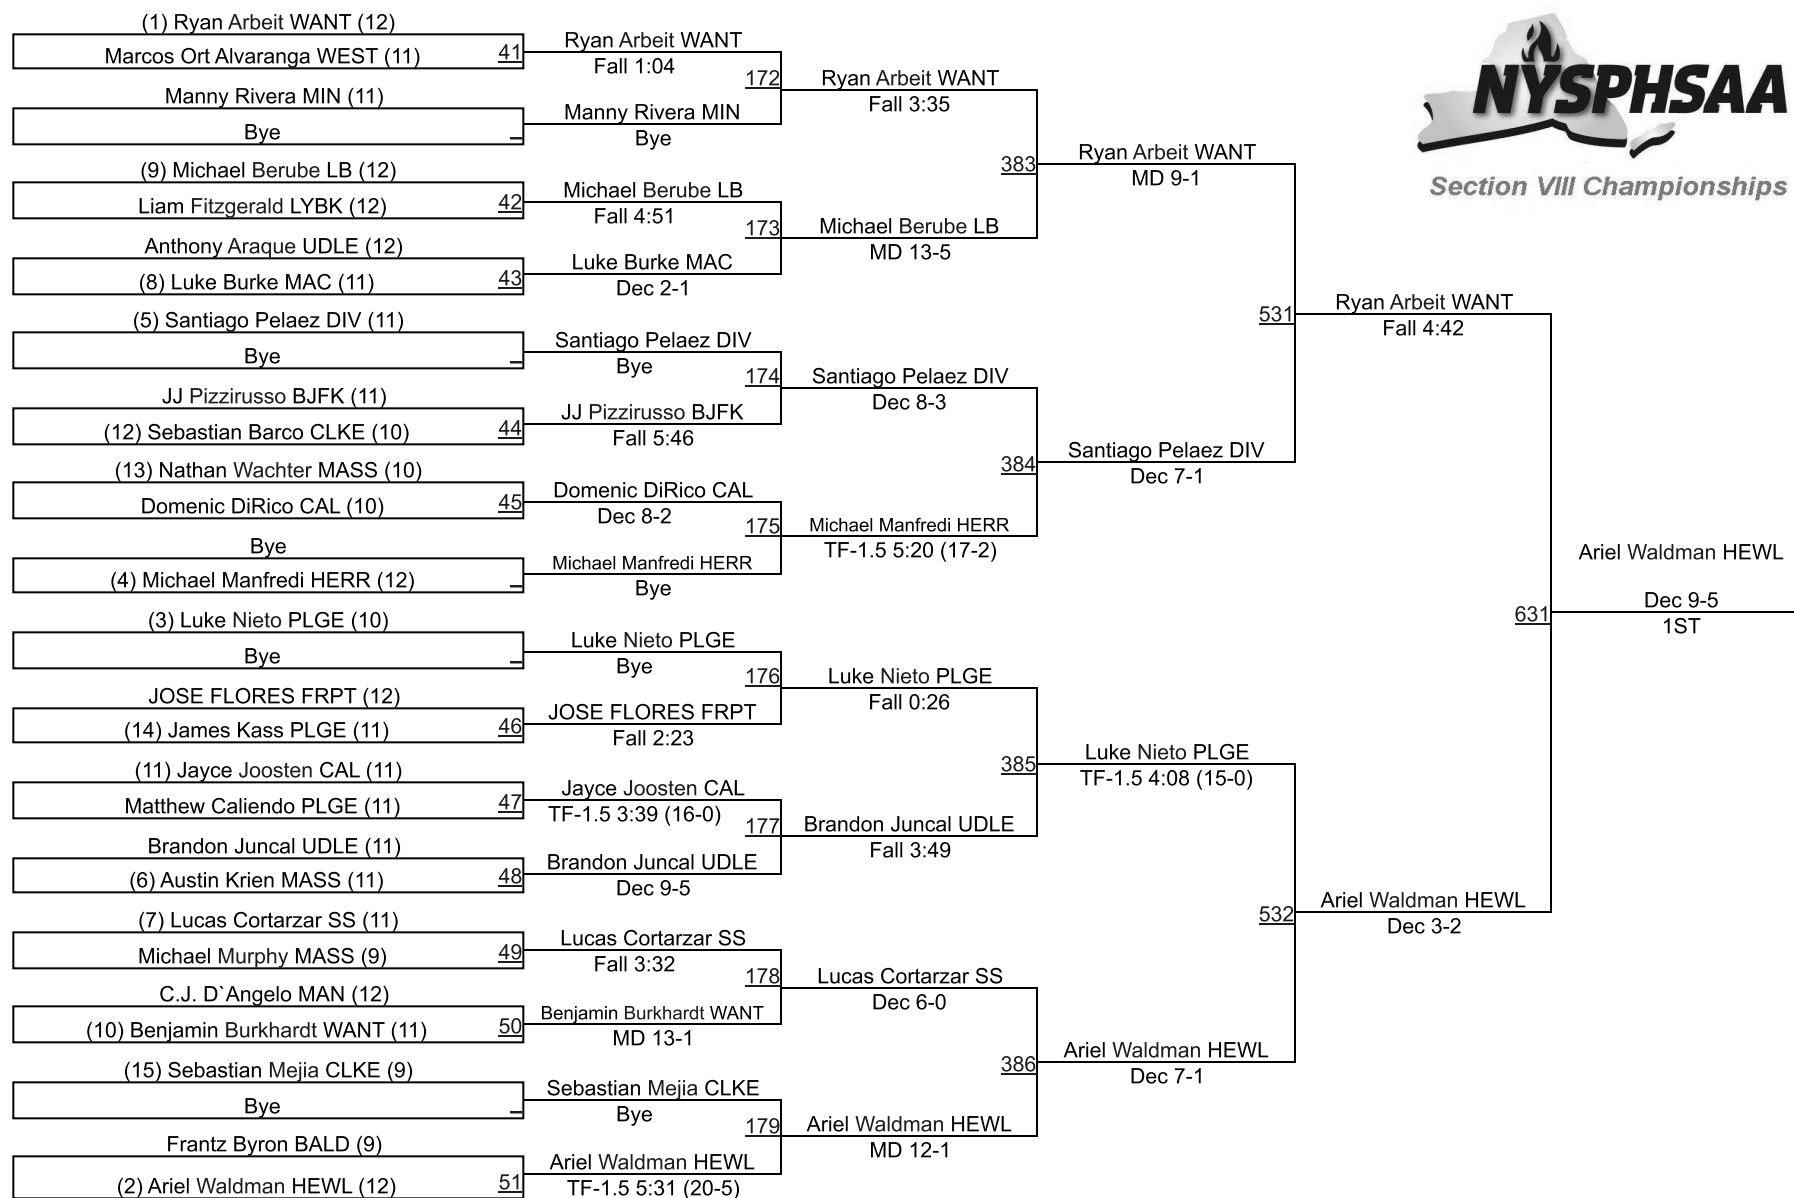 (1) Ryan Arbeit WANT (12)
Marcos Ort Alvaranga WEST (11)
41
Manny Rivera MIN (11)
Bye
(9) Michael Berube LB (12)
Liam Fitzgerald LYBK (12)
42
Anthony Araque UDLE (12)
(8) Luke Burke MAC (11)
43
(5) Santiago Pelaez DIV (11)
Bye
JJ Pizzirusso BJFK (11)
(12) Sebastian Barco CLKE (10)
44
(13) Nathan Wachter MASS (10)
Domenic DiRico CAL (10)
45
Bye
(4) Michael Manfredi HERR (12)
(3) Luke Nieto PLGE (10)
Bye
JOSE FLORES FRPT (12)
(14) James Kass PLGE (11)
46
(11) Jayce Joosten CAL (11)
Matthew Caliendo PLGE (11)
47
Brandon Juncal UDLE (11)
(6) Austin Krien MASS (11)
48
(7) Lucas Cortarzar SS (11)
Michael Murphy MASS (9)
49
C.J. D`Angelo MAN (12)
(10) Benjamin Burkhardt WANT (11)
50
(15) Sebastian Mejia CLKE (9)
Bye
Frantz Byron BALD (9)
(2) Ariel Waldman HEWL (12)
51
Ryan Arbeit WANT
Fall 1:04
172
Manny Rivera MIN
Bye
Michael Berube LB
Fall 4:51
173
Luke Burke MAC
Dec 2-1
Santiago Pelaez DIV
Bye
174
JJ Pizzirusso BJFK
Fall 5:46
Domenic DiRico CAL
Dec 8-2
175
Michael Manfredi HERR
Bye
Luke Nieto PLGE
Bye
176
JOSE FLORES FRPT
Fall 2:23
Jayce Joosten CAL
TF-1.5 3:39 (16-0)
177
Brandon Juncal UDLE
Dec 9-5
Lucas Cortarzar SS
Fall 3:32
178
Benjamin Burkhardt WANT
MD 13-1
Sebastian Mejia CLKE
Bye
179
Ariel Waldman HEWL
TF-1.5 5:31 (20-5)
Ryan Arbeit WANT
Fall 3:35
383
Michael Berube LB
MD 13-5
Santiago Pelaez DIV
Dec 8-3
384
Michael Manfredi HERR
TF-1.5 5:20 (17-2)
Luke Nieto PLGE
Fall 0:26
385
Brandon Juncal UDLE
Fall 3:49
Lucas Cortarzar SS
Dec 6-0
386
Ariel Waldman HEWL
MD 12-1
Ryan Arbeit WANT
MD 9-1
531
Santiago Pelaez DIV
Dec 7-1
Luke Nieto PLGE
TF-1.5 4:08 (15-0)
532
Ariel Waldman HEWL
Dec 7-1
Ryan Arbeit WANT
Fall 4:42
631
Ariel Waldman HEWL
Dec 3-2
NYSPHSAA
Section VIII Championships
Ariel Waldman HEWL
Dec 9-5
1ST